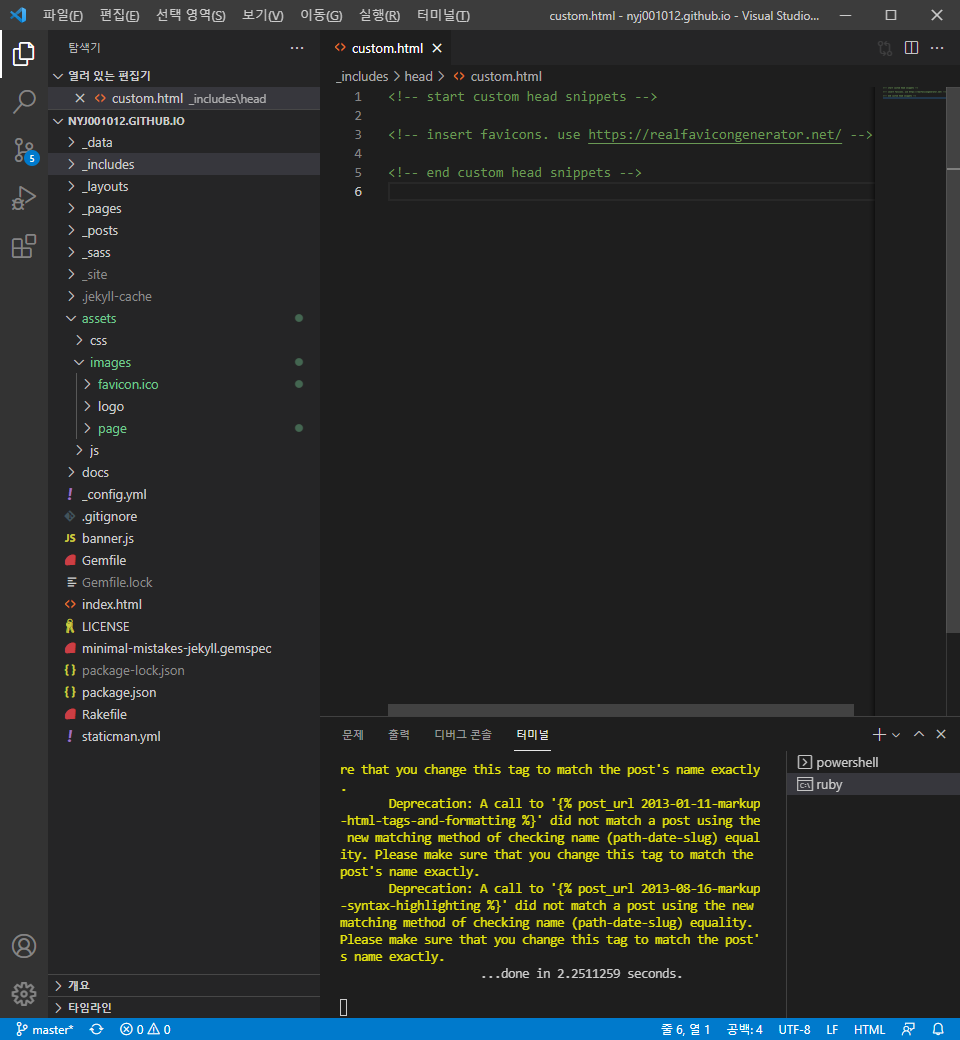 파일(F) 편집(E) 선택 영역(S) 보기(V) 이동(G) 실행(R) 터미널(T) custom.html - nyj001012.github.io - Visual Studio...
탐색기
열려 있는 편집기
custom.html _includes\head
NYJ001012.GITHUB.IO
_data
_includes
_layouts
_pages
_posts
_sass
_site
.jekyll-cache
assets
css
images
favicon.ico
logo
page
js
docs
_config.yml
.gitignore
banner.js
Gemfile
Gemfile.lock
index.html
LICENSE
minimal-mistakes-jekyll.gemspec
package-lock.json
package.json
Rakefile
staticman.yml
개요
타임라인
5
custom.html
_includes > head > custom.html
1 <!-- start custom head snippets -->
2
3 <!-- insert favicons. use https://realfavicongenerator.net/ -->
4
5 <!-- end custom head snippets -->
6
문제 출력 디버그 콘솔 터미널
re that you change this tag to match the post's name exactly
.
Deprecation: A call to '{% post_url 2013-01-11-markup
-html-tags-and-formatting %}' did not match a post using the
new matching method of checking name (path-date-slug) equal
ity. Please make sure that you change this tag to match the
post's name exactly.
Deprecation: A call to '{% post_url 2013-08-16-markup
-syntax-highlighting %}' did not match a post using the new
matching method of checking name (path-date-slug) equality.
Please make sure that you change this tag to match the post'
s name exactly.
...done in 2.2511259 seconds.
powershell
ruby
master* 0 0 줄 6, 열 1 공백: 4 UTF-8 LF HTML